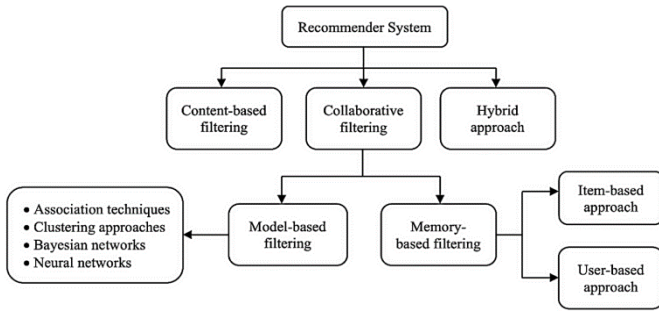 Recommender System
Content-based
filtering
Collaborative
filtering
Hybrid
approach
• Association techniques
• Clustering approaches
• Bayesian networks
• Neural networks
Model-based
filtering
Memory-
based filtering
Item-based
approach
User-based
approach